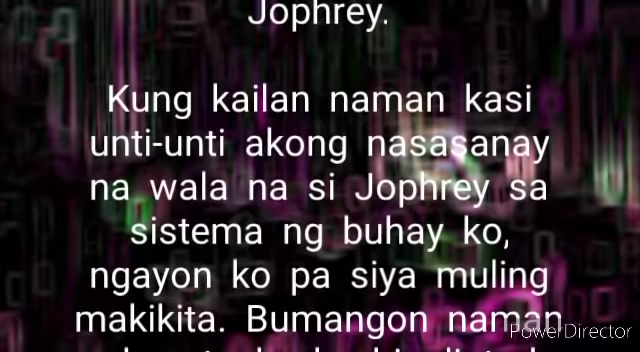 Jophrey.
Kung kailan naman kasi
unti-unti akong nasasanay
na wala na si Jophrey sa
sistema ng buhay ko,
ngayon ko pa siya muling
makikita. Bumangon naman
PowerDirector